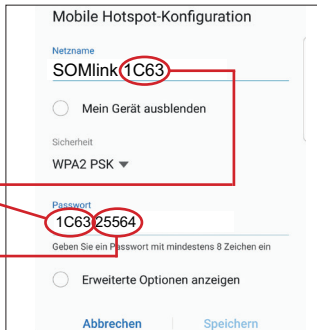 Mobile Hotspot-Konfiguration
Netzname
SOMlink 1C63
Mein Gerät ausblenden
Sicherheit
WPA2 PSK ▼
Passwort
1C63 25564
Geben Sie ein Passwort mit mindestens 8 Zeichen ein
Erweiterte Optionen anzeigen
Abbrechen Speichern